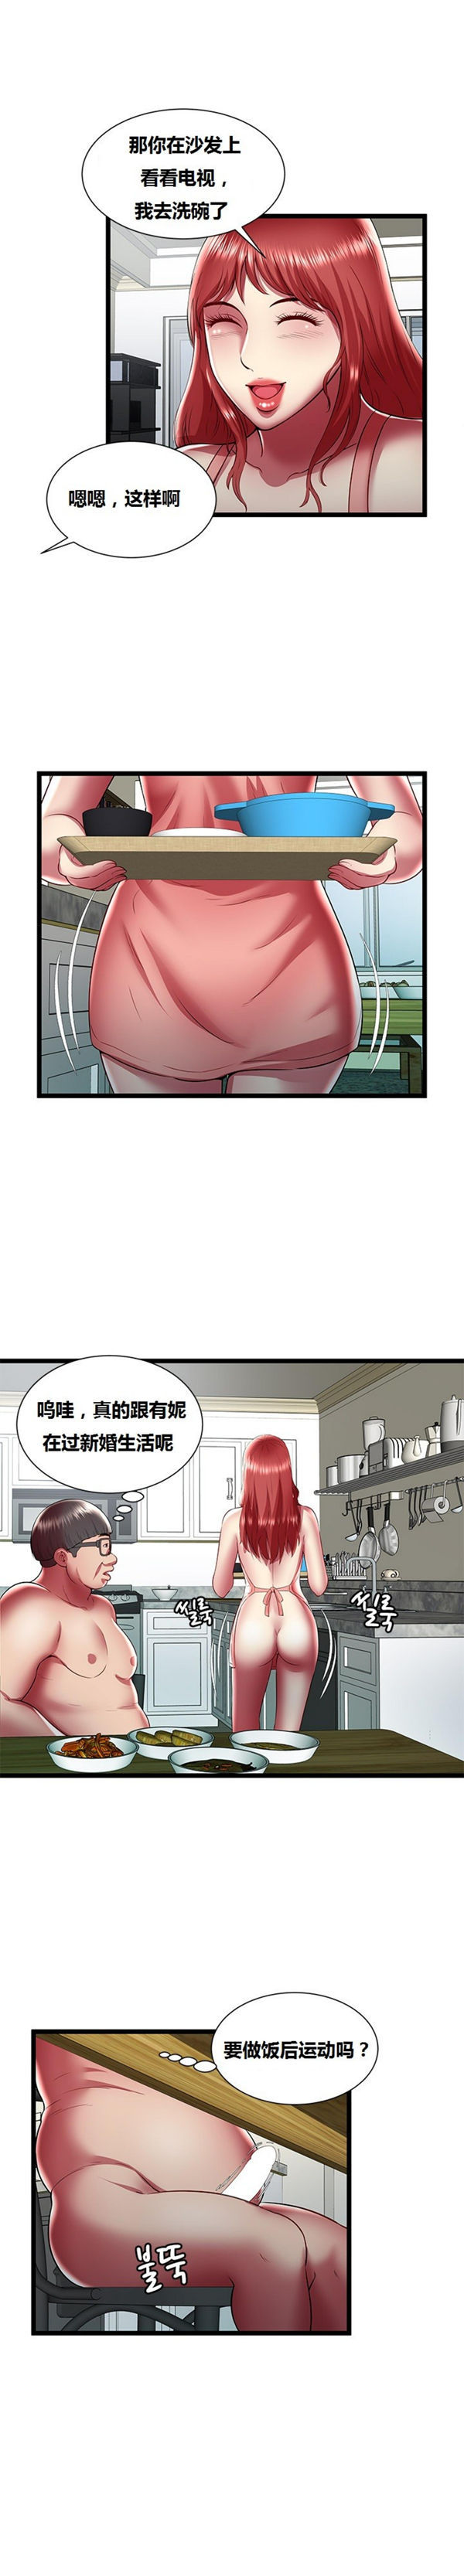 那你在沙发上
看看电视，
我去洗碗了
嗯嗯，这样啊
呜哇，真的跟有妮
在过新婚生活呢
씰룩
씰룩
要做饭后运动吗？
불뚝